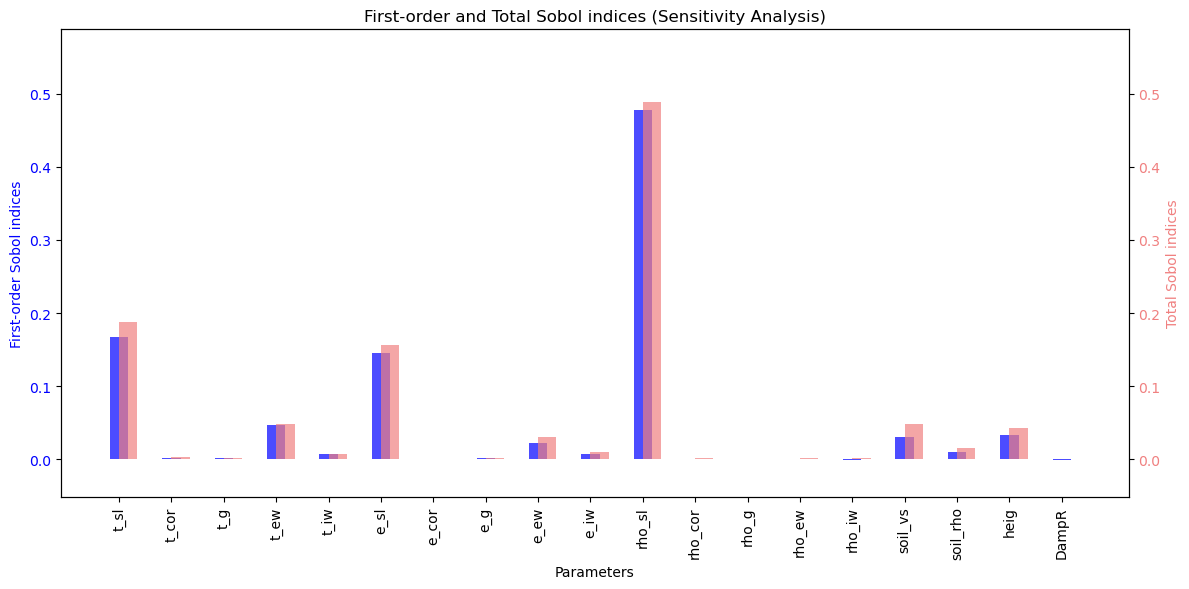 First-order and Total Sobol indices (Sensitivity Analysis)
First-order Sobol indices
0.5
0.4
0.3
0.2
0.1
0.0
0.5
0.4
0.3
0.2
0.1
0.0
Total Sobol indices
t_sl
t_cor
t_g
t_ew
t_iw
e_sl
e_cor
e_g
e_ew
e_iw
rho_sl
rho_cor
rho_g
rho_ew
rho_iw
soil_vs
soil_rho
heig
DampR
Parameters